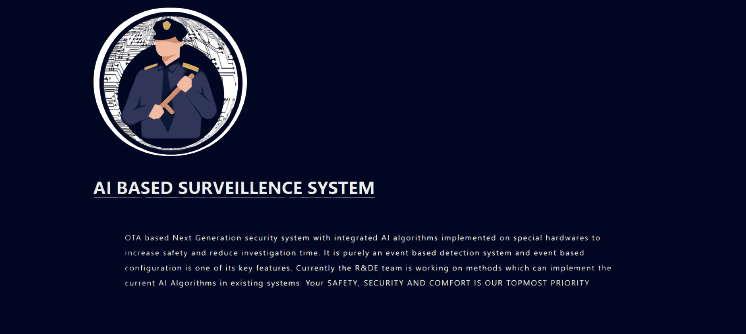 AI BASED SURVEILLENCE SYSTEM
OTA based Next Generation security system with integrated AI algorithms implemented on special hardwares to
increase safety and reduce investigation time. It is purely an event based detection system and event based
configuration is one of its key features. Currently the R&DE team is working on methods which can implement the
current AI Algorithms in existing systems. Your SAFETY, SECURITY AND COMFORT IS OUR TOPMOST PRIORITY